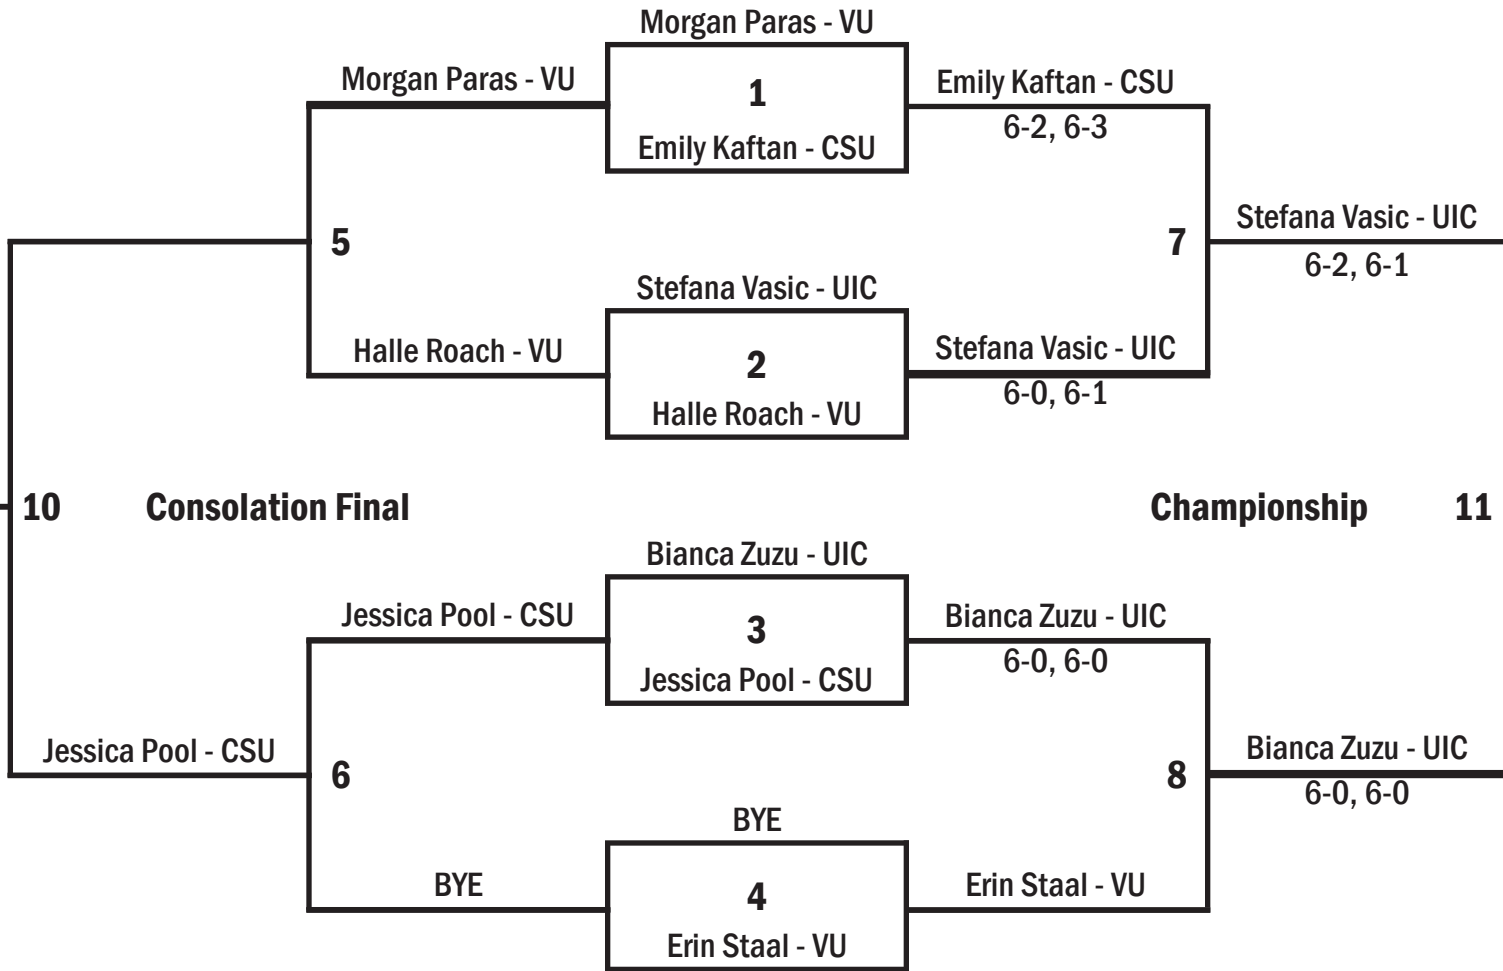 Morgan Paras - VU
Morgan Paras - VU
1
Emily Kaftan - CSU
6-2, 6-3
Emily Kaftan - CSU
5
7
Stefana Vasic - UIC
6-2, 6-1
Stefana Vasic - UIC
Halle Roach - VU
2
Stefana Vasic - UIC
6-0, 6-1
Halle Roach - VU
10 Consolation Final
Championship 11
Bianca Zuzu - UIC
Jessica Pool - CSU
3
Bianca Zuzu - UIC
6-0, 6-0
Jessica Pool - CSU
Jessica Pool - CSU
6
8
Bianca Zuzu - UIC
6-0, 6-0
BYE
BYE
4
Erin Staal - VU
Erin Staal - VU